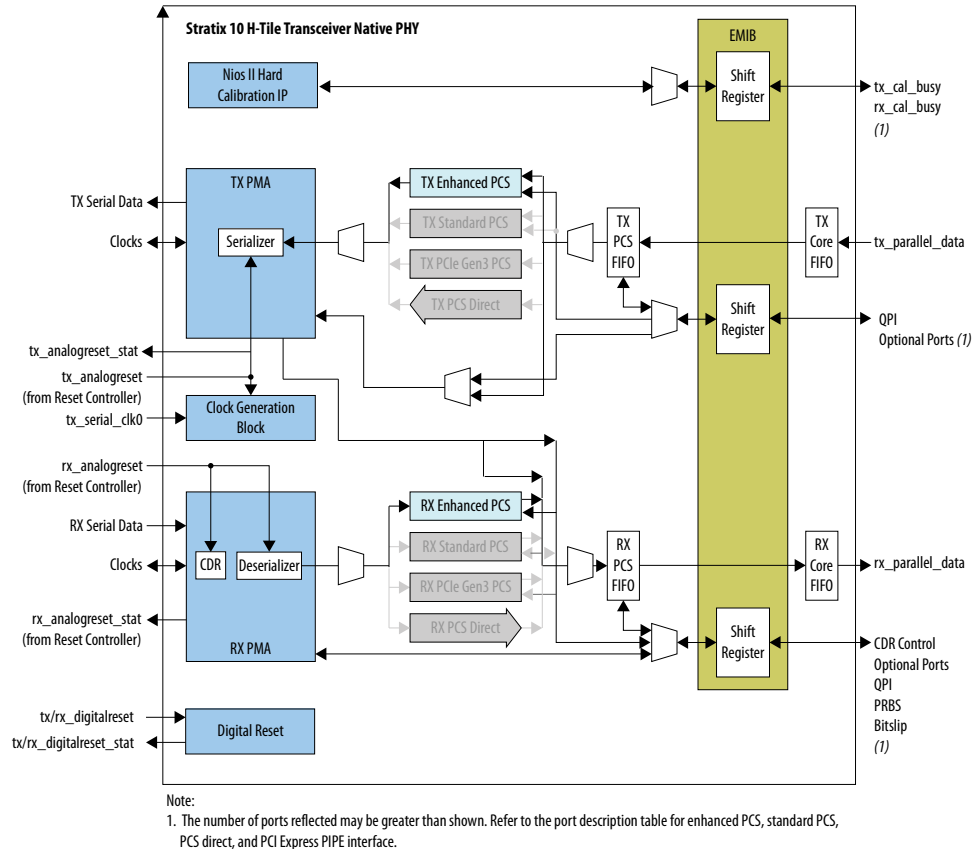 Stratix 10 H-Tile Transceiver Native PHY
EMIB
Nios II Hard
Calibration IP
Shift
Register
tx_cal_busy
rx_cal_busy
(1)
TX PMA
TX Enhanced PCS
TX Serial Data
TX Standard PCS
TX
PCS
FIFO
TX
Core
FIFO
Clocks
Serializer
tx_parallel_data
TX PCIe Gen3 PCS
TX PCS Direct
Shift
Register
QPI
Optional Ports (1)
tx_analogreset_stat
tx_analogreset
(from Reset Controller)
tx_serial_clk0
Clock Generation
Block
rx_analogreset
(from Reset Controller)
RX Enhanced PCS
RX Serial Data
RX Standard PCS
RX
PCS
FIFO
RX
Core
FIFO
Clocks
CDR
Deserializer
rx_parallel_data
RX PCIe Gen3 PCS
RX PCS Direct
rx_analogreset_stat
(from Reset Controller)
RX PMA
Shift
Register
CDR Control
Optional Ports
QPI
PRBS
Bitslip
(1)
tx/rx_digitalreset
tx/rx_digitalreset_stat
Digital Reset
Note:
1. The number of ports reflected may be greater than shown. Refer to the port description table for enhanced PCS, standard PCS,
PCS direct, and PCI Express PIPE interface.